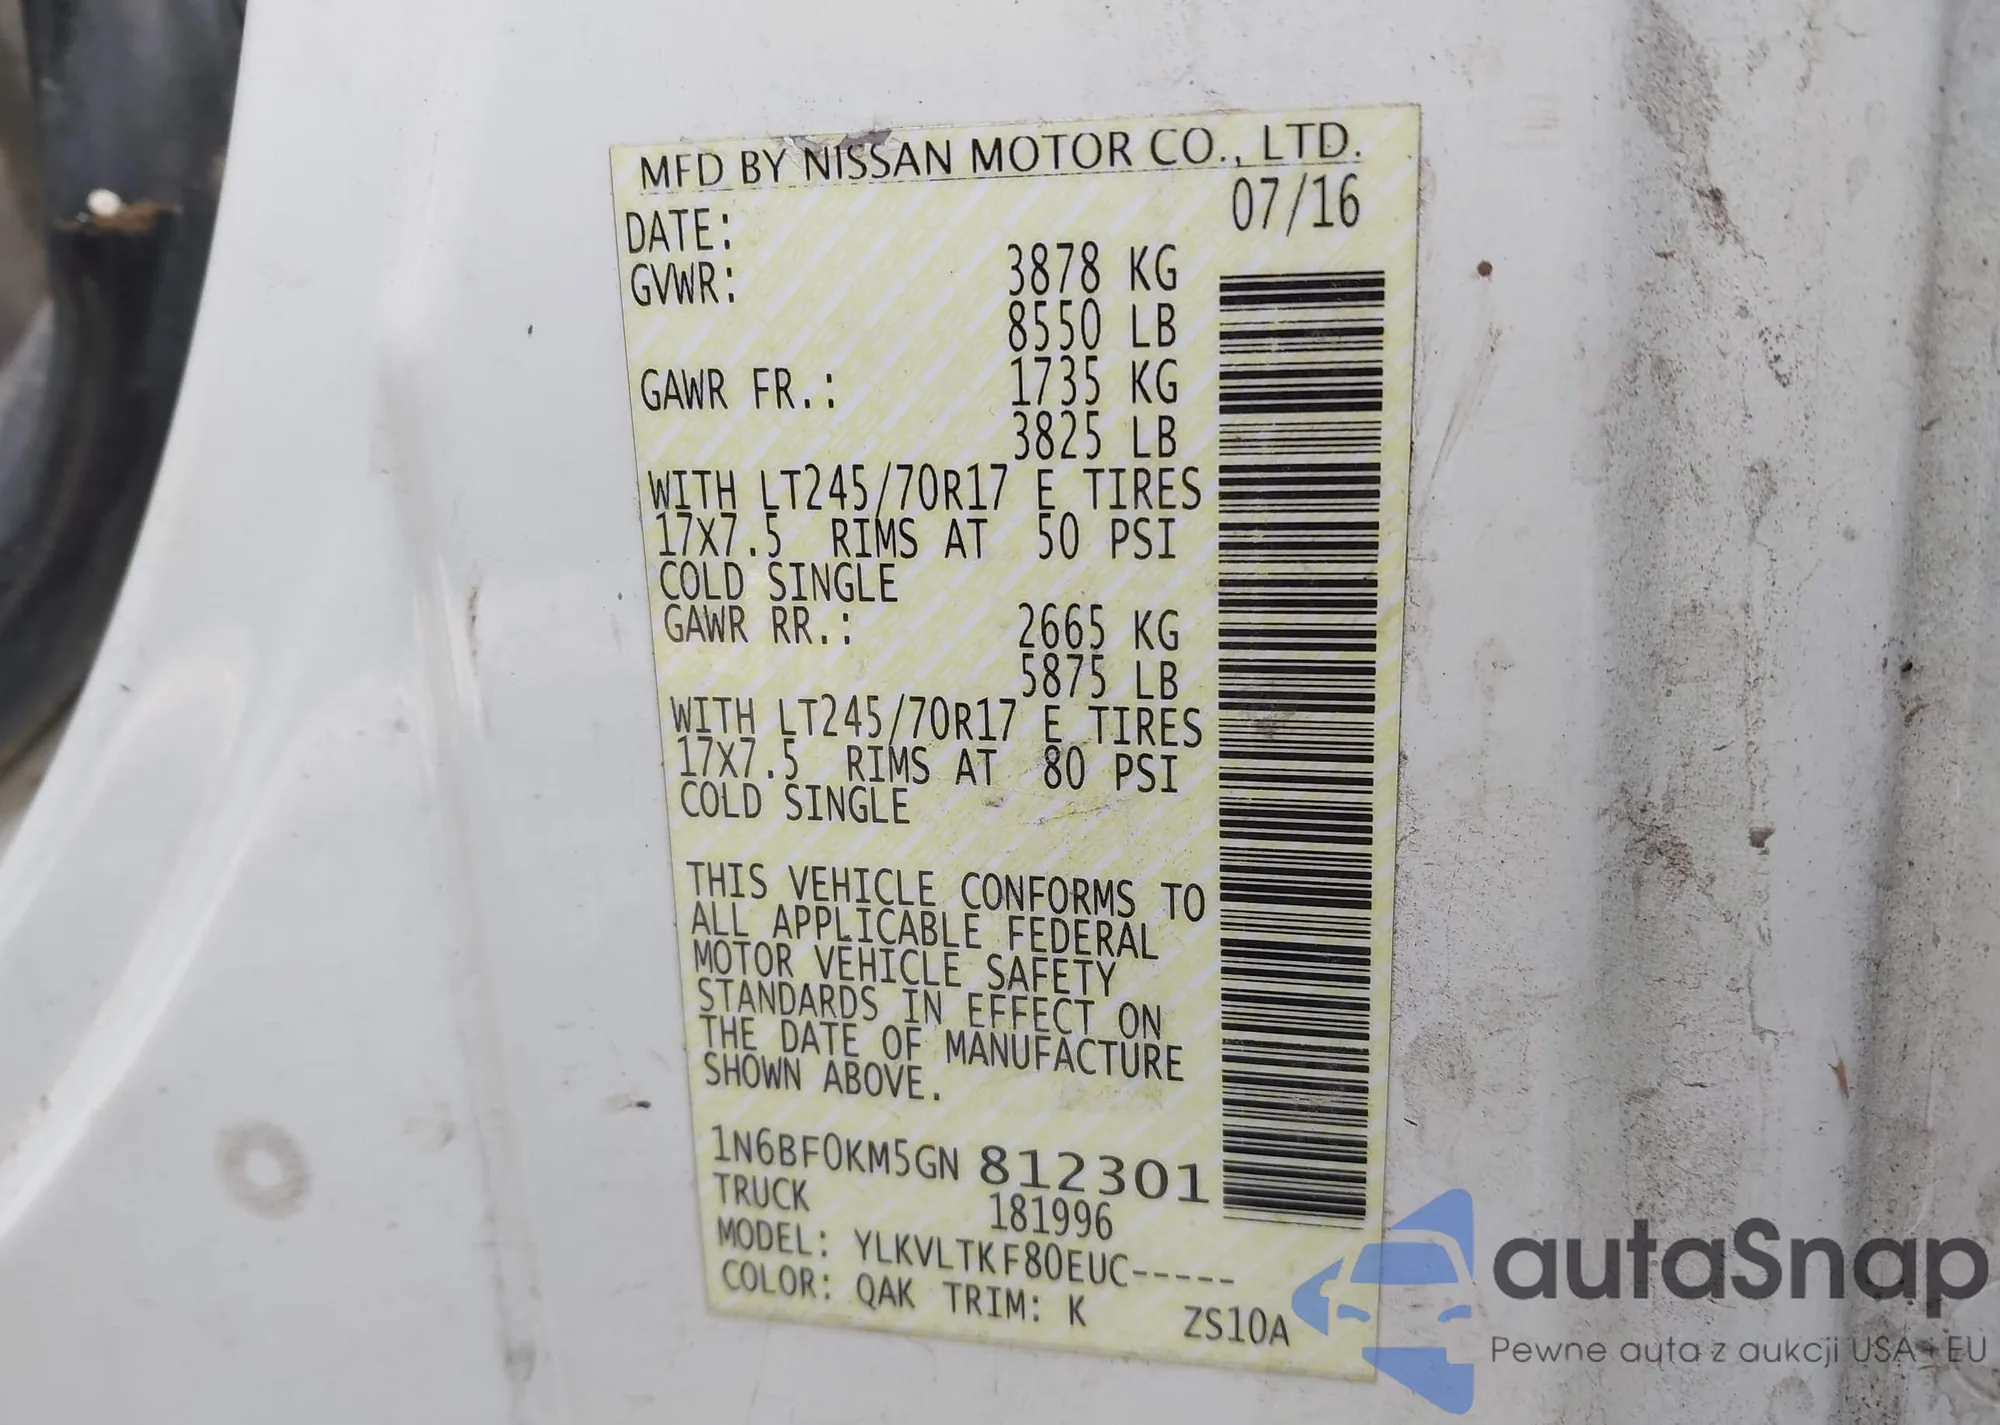 MFD BY NISSAN MOTOR CO., LTD.
DATE: 07/16
GVWR: 3878 KG
8550 LB
GAWR FR.: 1735 KG
3825 LB
WITH LT245/70R17 E TIRES
17X7.5 RIMS AT 50 PSI
COLD SINGLE
GAWR RR.: 2665 KG
5875 LB
WITH LT245/70R17 E TIRES
17X7.5 RIMS AT 80 PSI
COLD SINGLE
THIS VEHICLE CONFORMS TO
ALL APPLICABLE FEDERAL
MOTOR VEHICLE SAFETY
STANDARDS IN EFFECT ON
THE DATE OF MANUFACTURE
SHOWN ABOVE.
1N6BF0KM5GN 812301
TRUCK 181996
MODEL: YLKVLTKF80EUC-----
COLOR: QAK TRIM: K ZS10A
autaSnap
Pewne auta z aukcji USA i EU